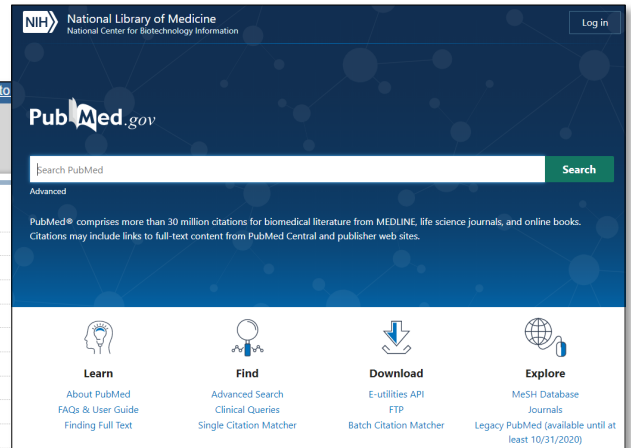 NIH
National Library of Medicine
National Center for Biotechnology Information
Log in
to
PubMed.gov
Search PubMed
Search
Advanced
PubMed® comprises more than 30 million citations for biomedical literature from MEDLINE, life science journals, and online books.
Citations may include links to full-text content from PubMed Central and publisher web sites.
Learn
About PubMed
FAQs & User Guide
Finding Full Text
Find
Advanced Search
Clinical Queries
Single Citation Matcher
Download
E-utilities API
FTP
Batch Citation Matcher
Explore
MeSH Database
Journals
Legacy PubMed (available until at
least 10/31/2020)